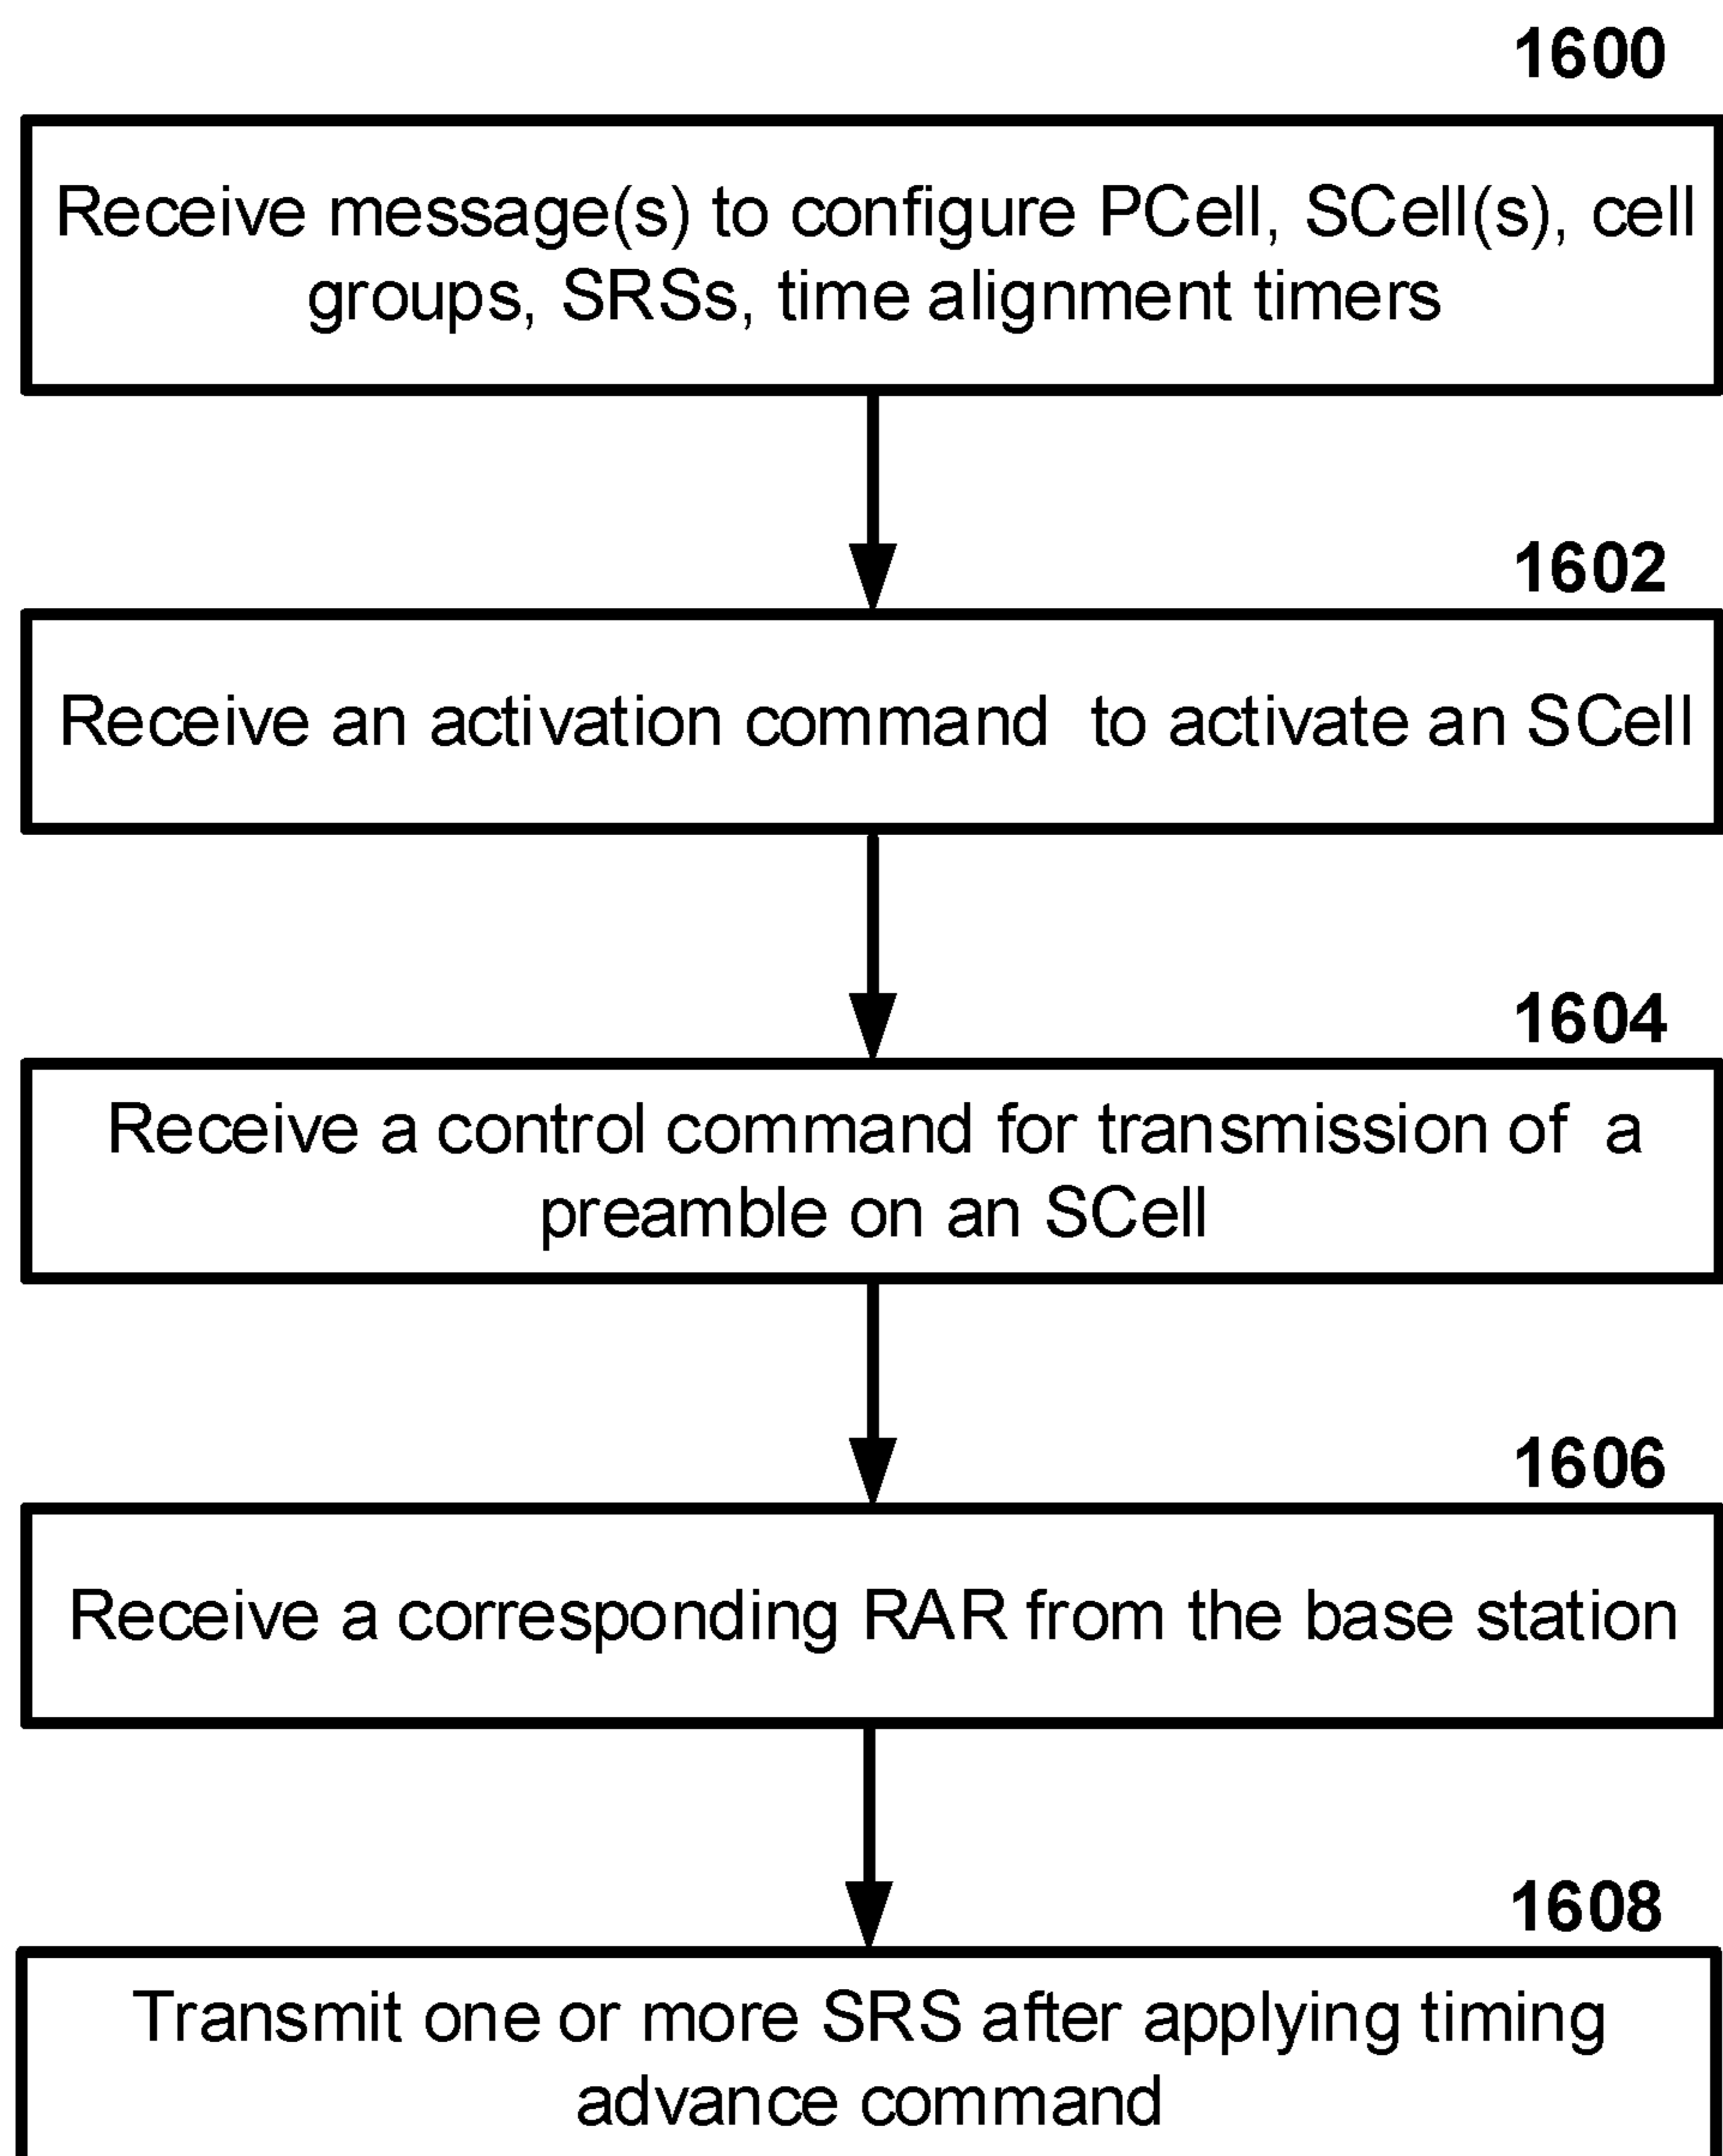 1600
Receive message(s) to configure PCell, SCell(s), cell
groups, SRSs, time alignment timers
1602
Receive an activation command to activate an SCell
1604
Receive a control command for transmission of a
preamble on an SCell
1606
Receive a corresponding RAR from the base station
1608
Transmit one or more SRS after applying timing
advance command